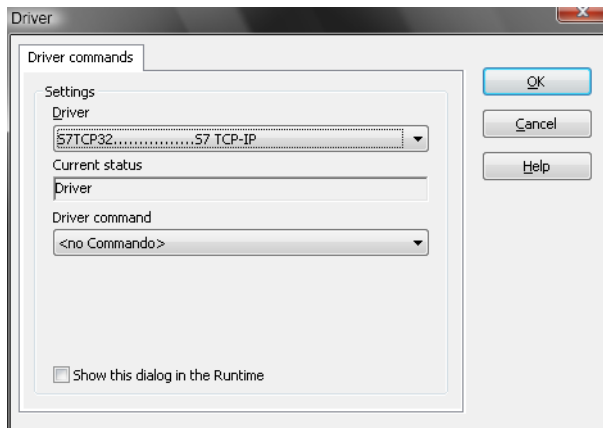 Driver
Driver commands
Settings
Driver
S7TCP32................S7 TCP-IP
Current status
Driver
Driver command
<no Commando>
Show this dialog in the Runtime
OK
Cancel
Help